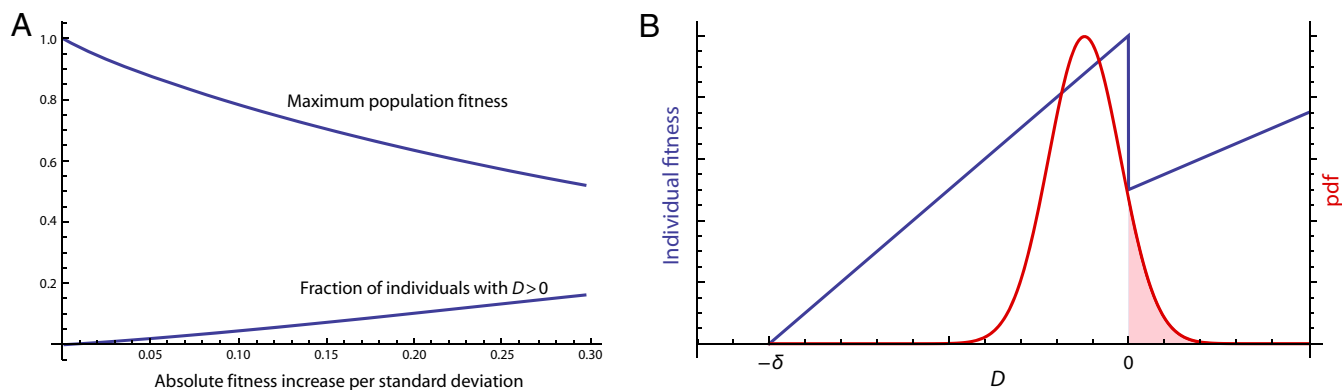 A
1.0
0.8
0.6
0.4
0.2
Maximum population fitness
Fraction of individuals with D>0
0.05 0.10 0.15 0.20 0.25 0.30
Absolute fitness increase per standard deviation
B
Individual fitness
pdf
−δ 0
D